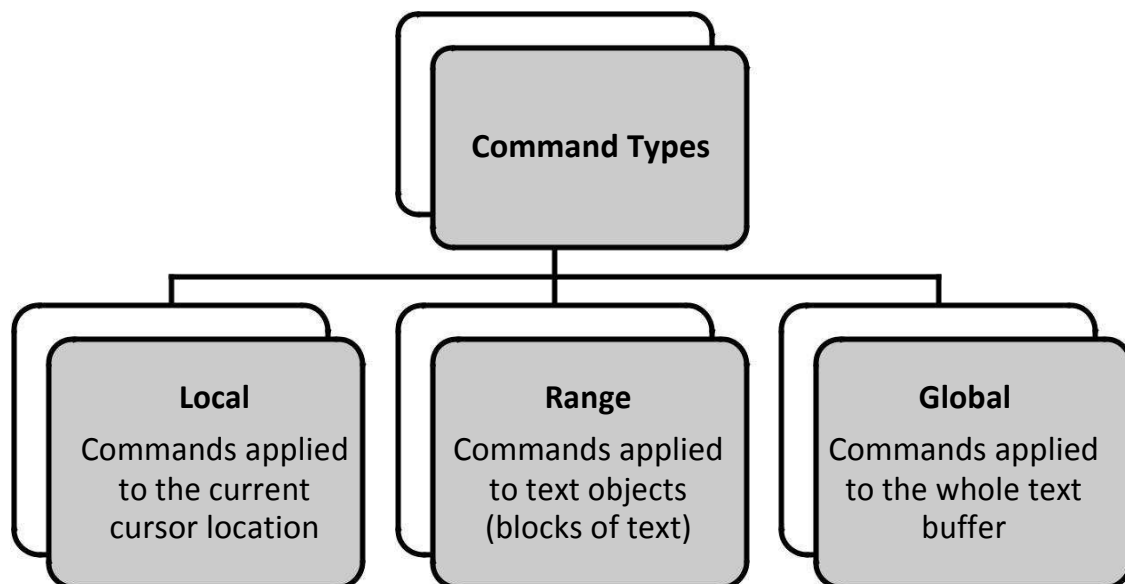 Command Types
Local
Commands applied
to the current
cursor location
Range
Commands applied
to text objects
(blocks of text)
Global
Commands applied
to the whole text
buffer